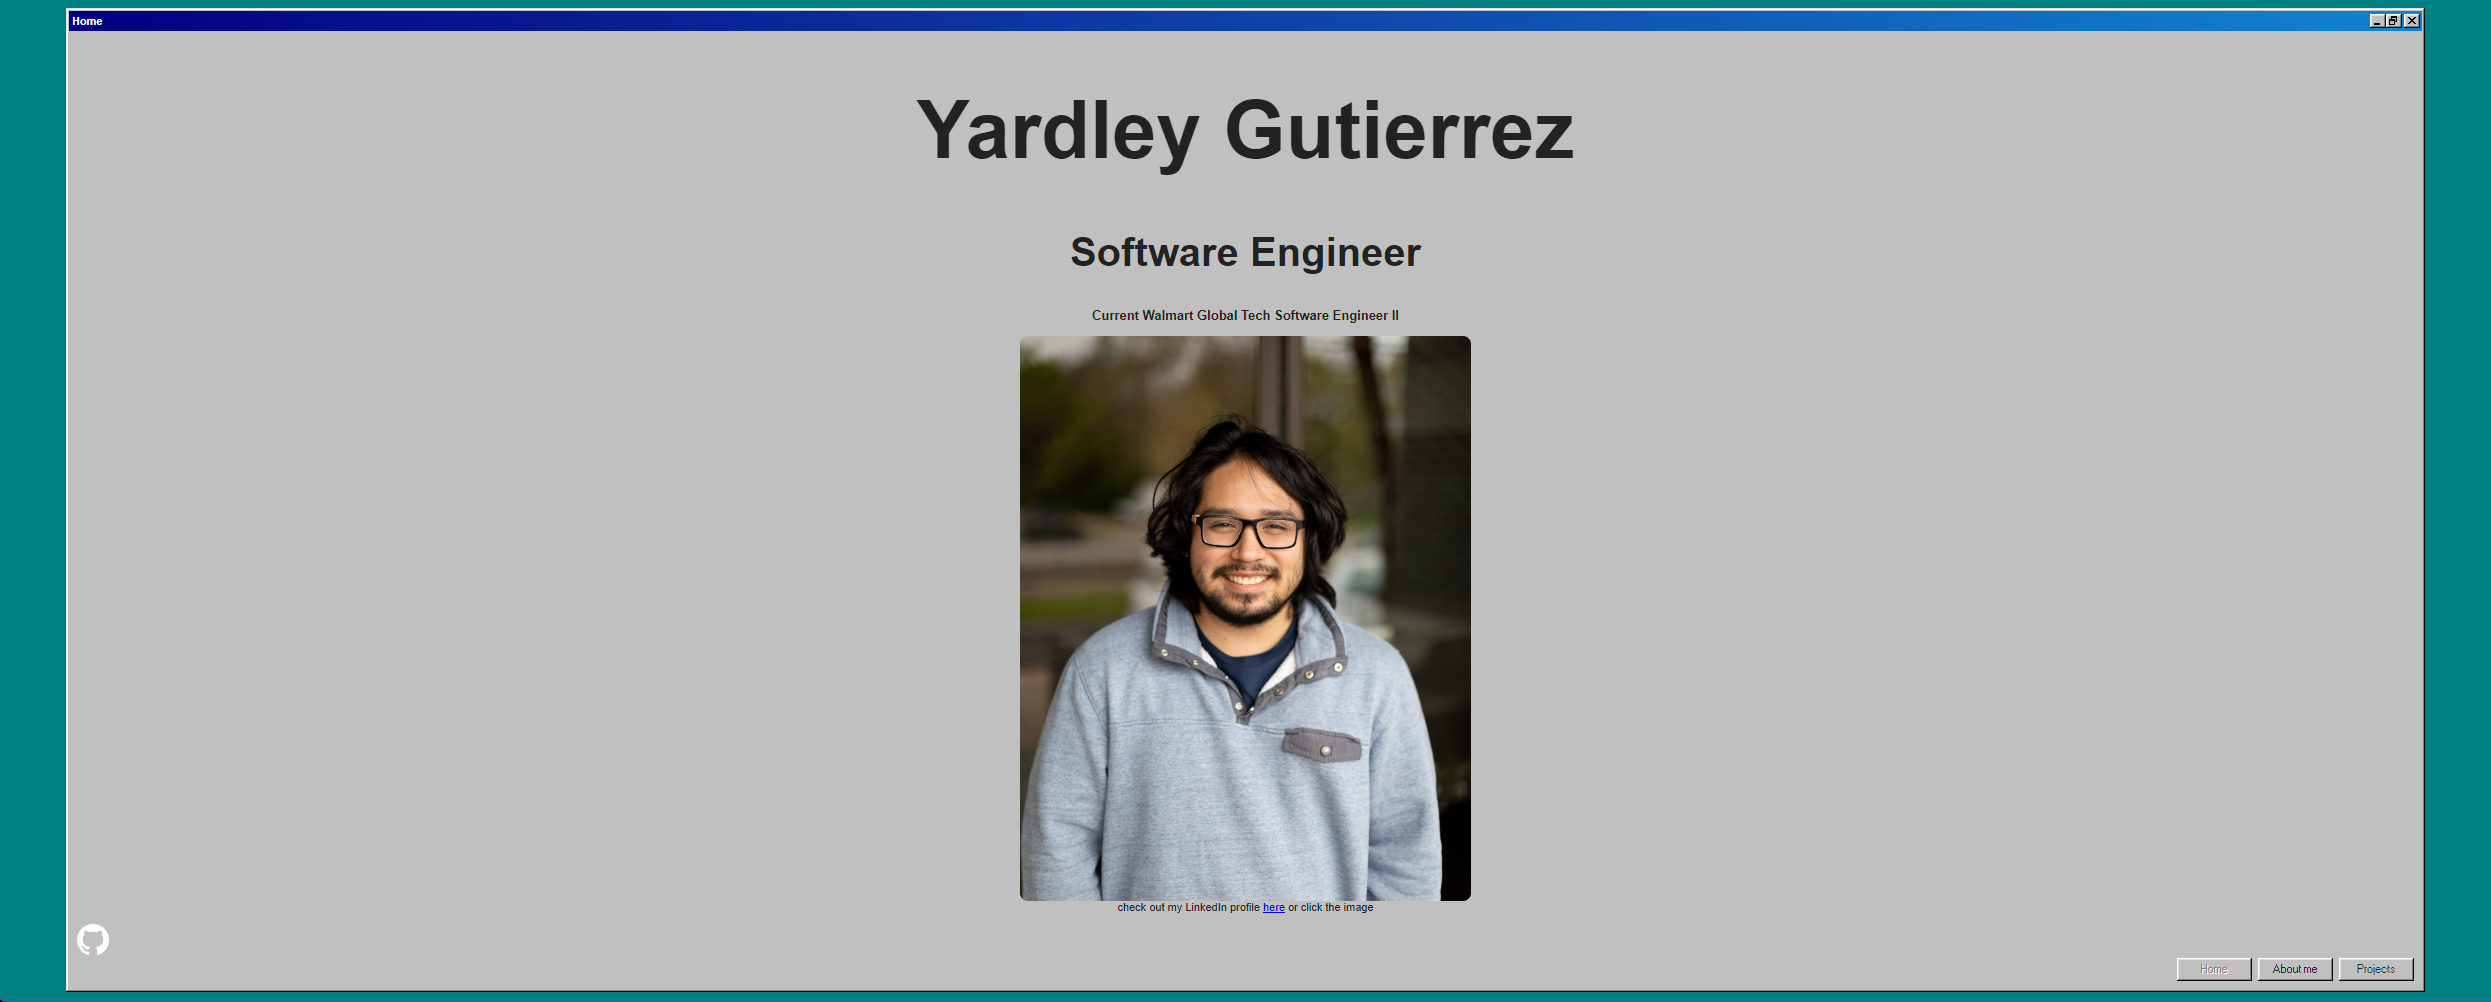 Home
Yardley Gutierrez
Software Engineer
Current Walmart Global Tech Software Engineer II
check out my LinkedIn profile here or click the image
Home
About me
Projects